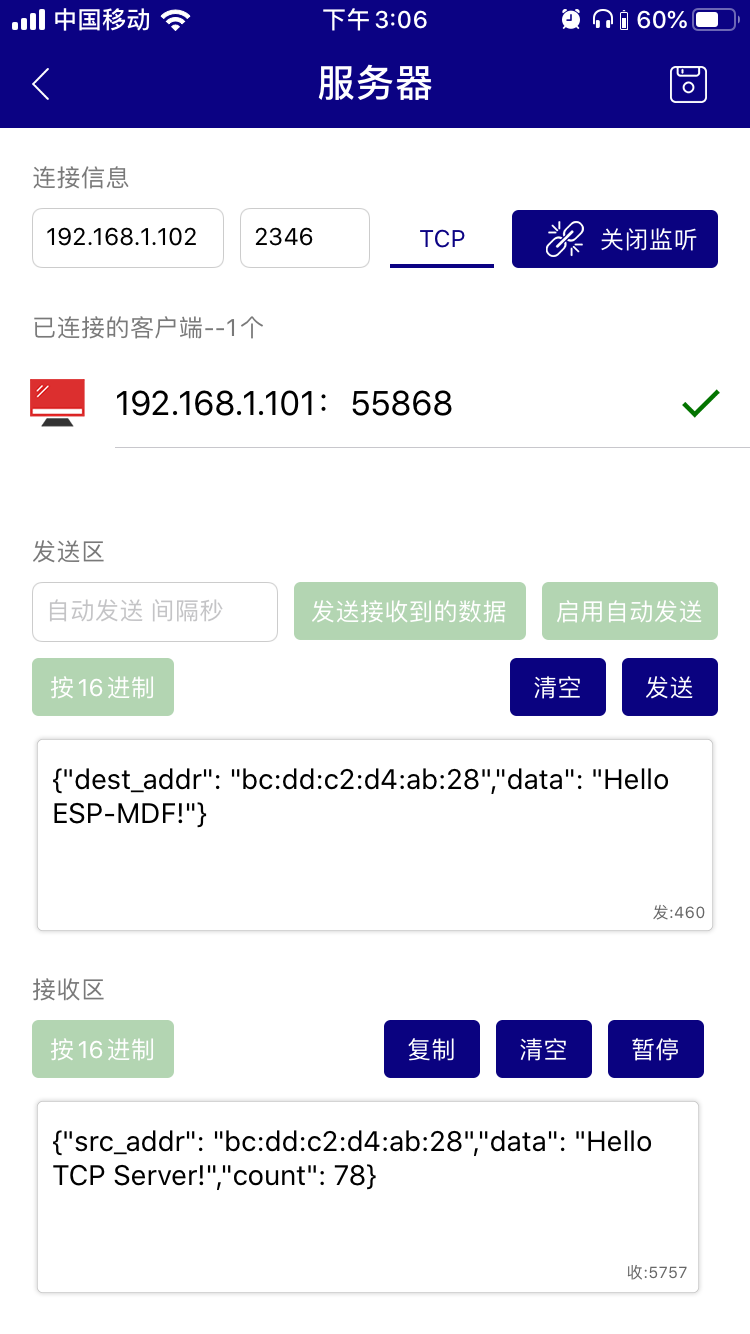 中国移动 下午3:06 60%
服务器
连接信息
192.168.1.102 2346 TCP 关闭监听
已连接的客户端--1个
192.168.1.101： 55868
发送区
自动发送 间隔秒 发送接收到的数据 启用自动发送
按16进制 清空 发送
{"dest_addr": "bc:dd:c2:d4:ab:28","data": "Hello
ESP-MDF!"}
发:460
接收区
按16进制 复制 清空 暂停
{"src_addr": "bc:dd:c2:d4:ab:28","data": "Hello
TCP Server!","count": 78}
收:5757